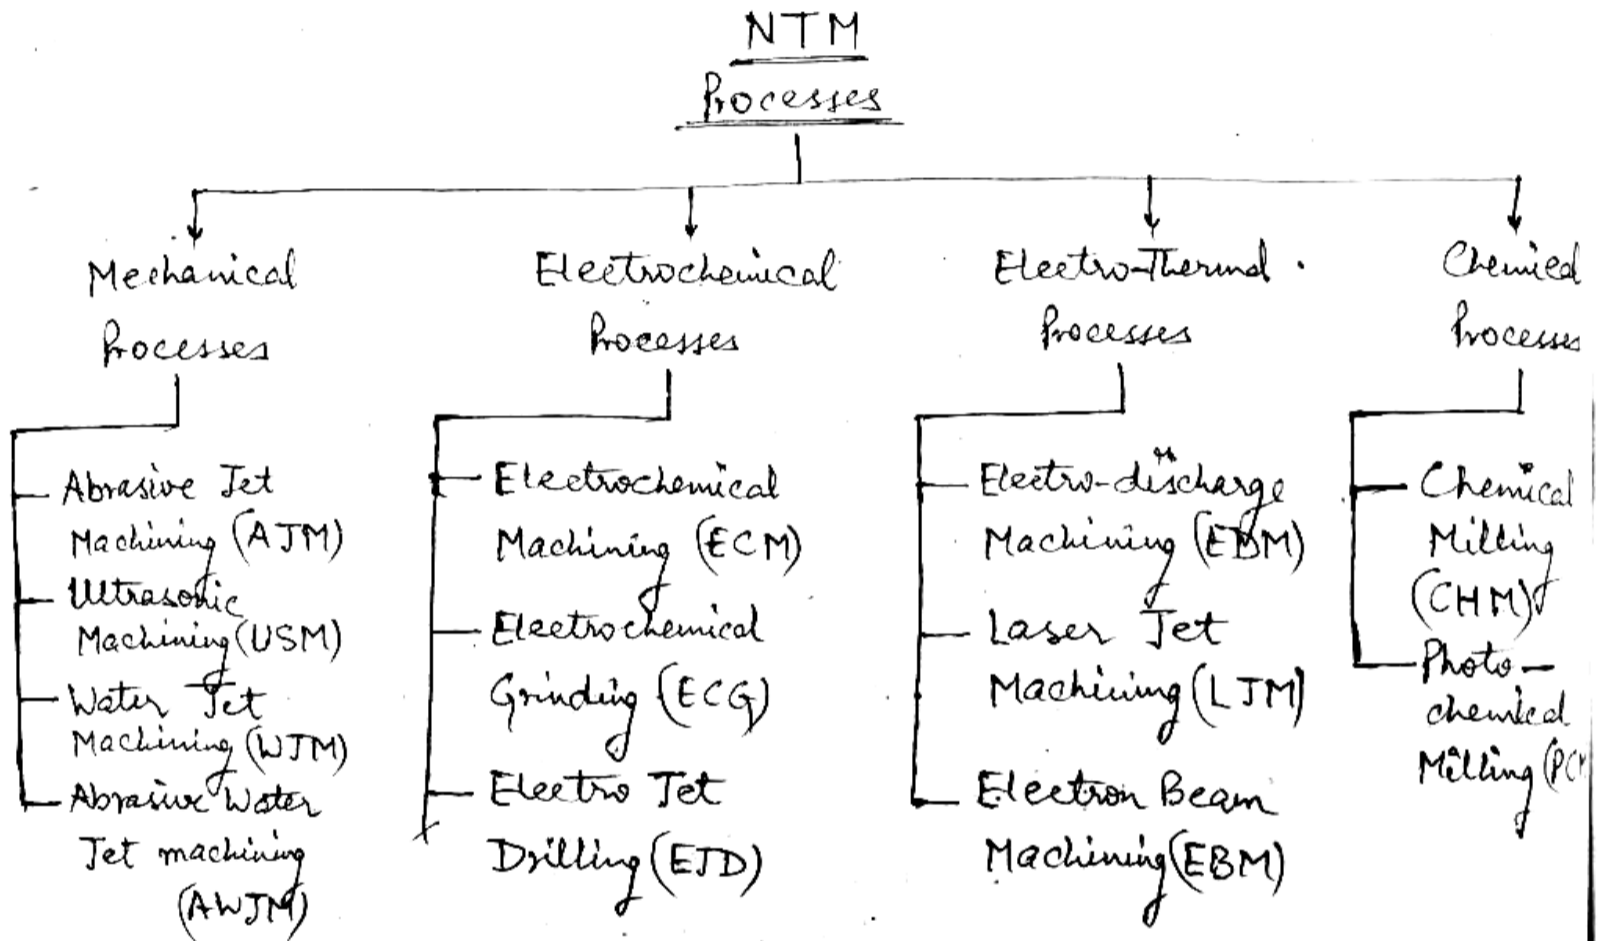 NTM
Processes
Mechanical
Processes
Abrasive Jet
Machining (AJM)
Ultrasonic
Machining (USM)
Water Jet
Machining (WJM)
Abrasive Water
Jet machining
(AWJM)
Electrochemical
Processes
Electrochemical
Machining (ECM)
Electrochemical
Grinding (ECG)
Electro Jet
Drilling (EJD)
Electro-Thermal
Processes
Electro-discharge
Machining (EDM)
Laser Jet
Machining (LJM)
Electron Beam
Machining (EBM)
Chemical
Processes
Chemical
Milling
(CHM)
Photo-
chemical
Milling (PC